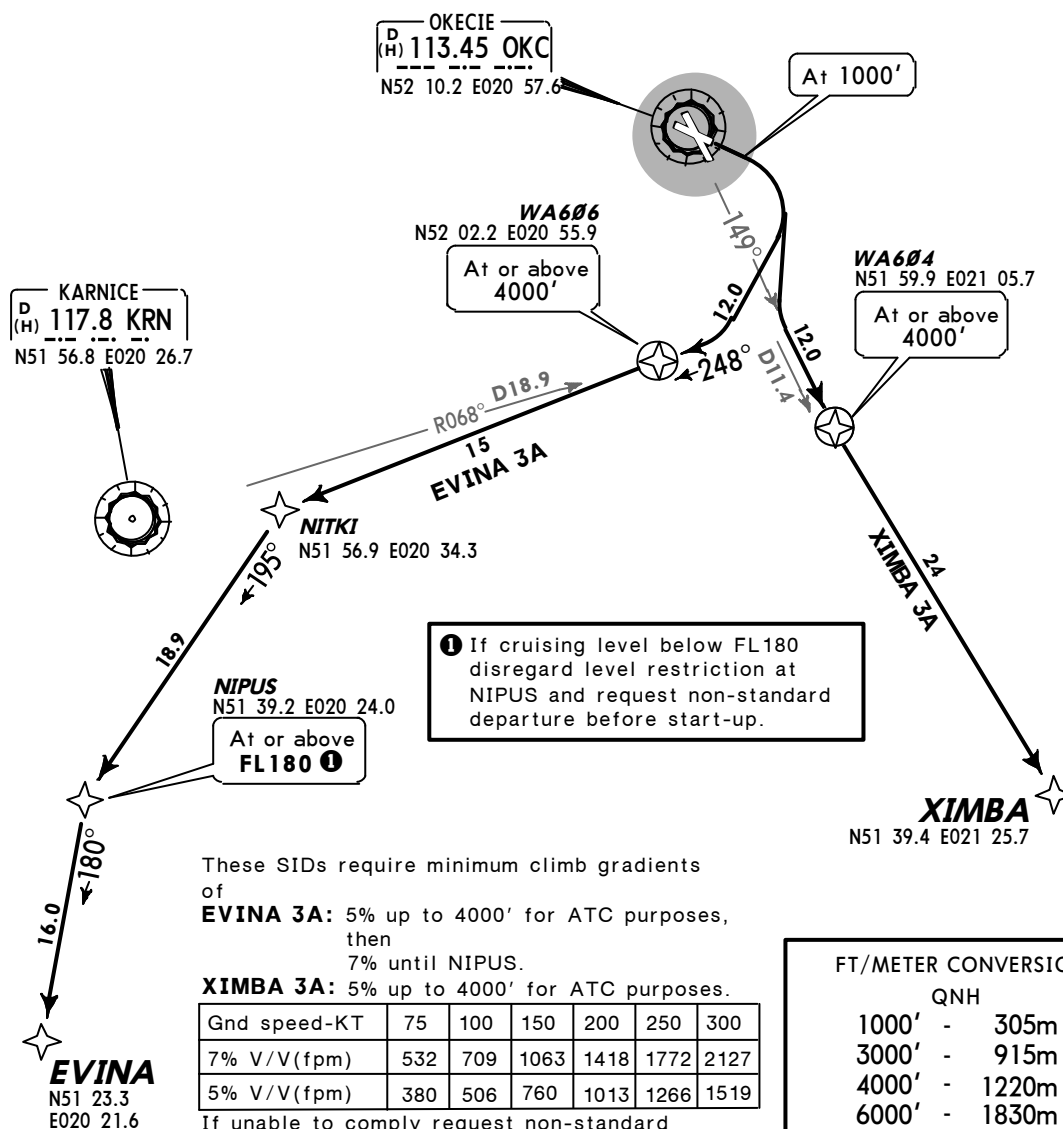 OKECIE
D
(H) 113.45 OKC
N52 10.2 E020 57.6
At 1000'
WA6Ø6
N52 02.2 E020 55.9
At or above
4000'
149°
WA6Ø4
N51 59.9 E021 05.7
At or above
4000'
KARNICE
D
(H) 117.8 KRN
N51 56.8 E020 26.7
12.0
12.0
248°
D11.4
R068° D18.9
15
EVINA 3A
NITKI
N51 56.9 E020 34.3
195°
24
XIMBA 3A
18.9
❶ If cruising level below FL180
disregard level restriction at
NIPUS and request non-standard
departure before start-up.
NIPUS
N51 39.2 E020 24.0
At or above
FL180 ❶
XIMBA
N51 39.4 E021 25.7
180°
16.0
EVINA
N51 23.3
E020 21.6
These SIDs require minimum climb gradients
of
EVINA 3A: 5% up to 4000' for ATC purposes,
then
7% until NIPUS.
XIMBA 3A: 5% up to 4000' for ATC purposes.
Gnd speed-KT 75 100 150 200 250 300
7% V/V(fpm) 532 709 1063 1418 1772 2127
5% V/V(fpm) 380 506 760 1013 1266 1519
If unable to comply request non-standard
FT/METER CONVERSIO
QNH
1000' - 305m
3000' - 915m
4000' - 1220m
6000' - 1830m